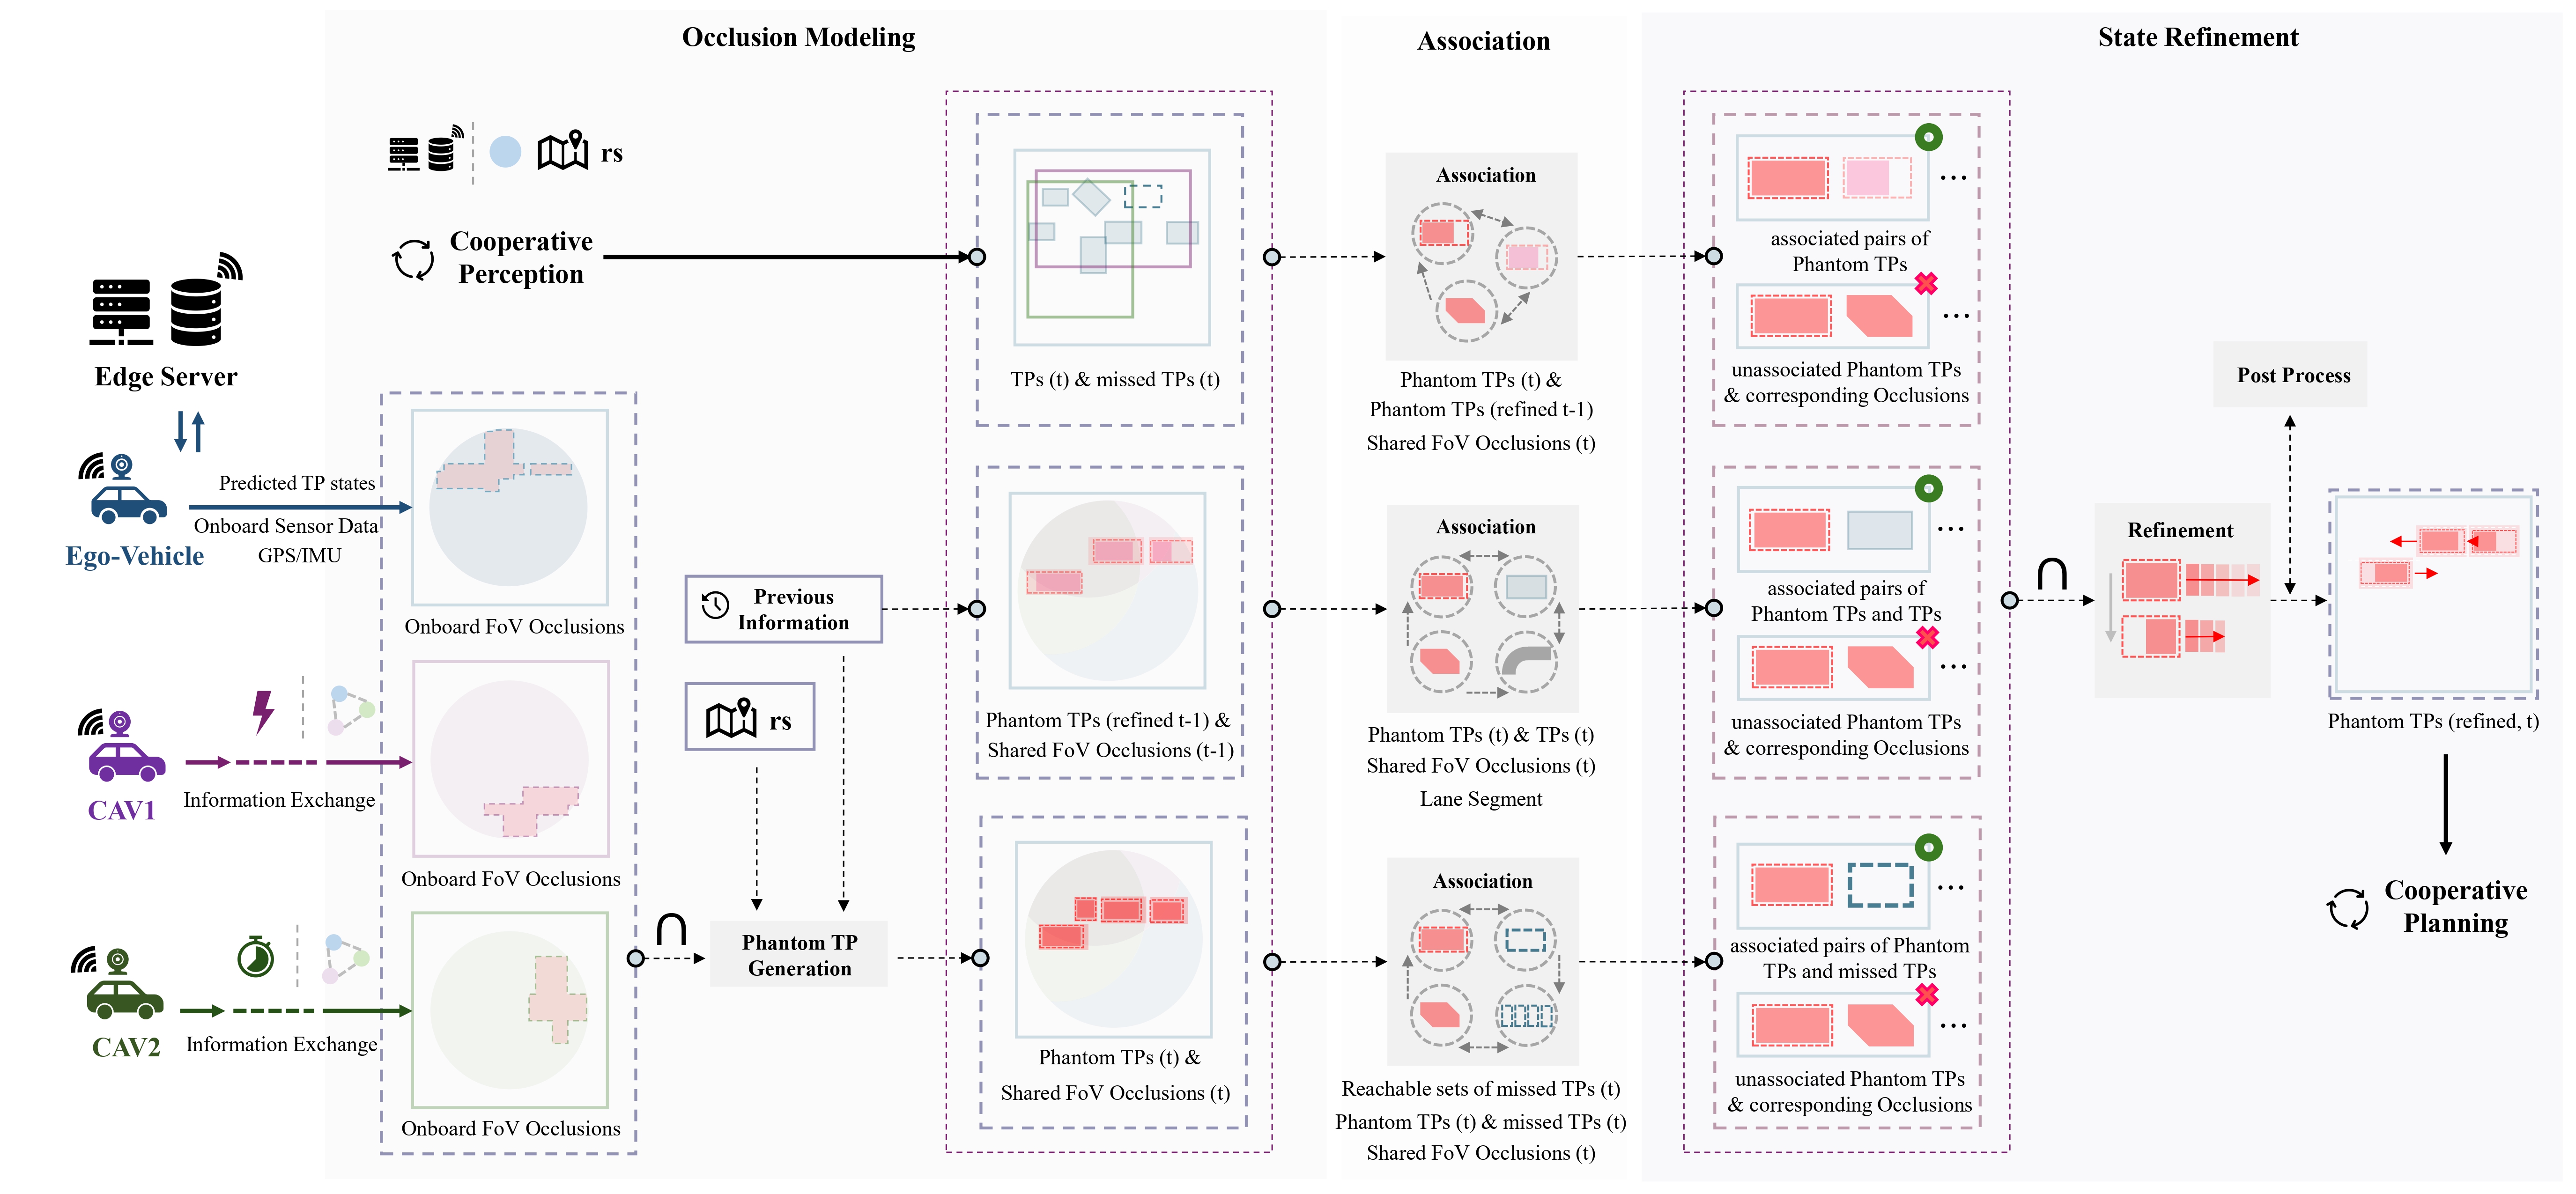 Occlusion Modeling
Association
State Refinement
rs
Cooperative
Perception
Edge Server
Ego-Vehicle
Predicted TP states
Onboard Sensor Data
GPS/IMU
CAV1
Information Exchange
CAV2
Information Exchange
Onboard FoV Occlusions
Onboard FoV Occlusions
Onboard FoV Occlusions
Previous
Information
rs
∩
Phantom TP
Generation
TPs (t) & missed TPs (t)
Phantom TPs (refined t-1) &
Shared FoV Occlusions (t-1)
Phantom TPs (t) &
Shared FoV Occlusions (t)
Association
Phantom TPs (t) &
Phantom TPs (refined t-1)
Shared FoV Occlusions (t)
Association
Phantom TPs (t) & TPs (t)
Shared FoV Occlusions (t)
Lane Segment
Association
Reachable sets of missed TPs (t)
Phantom TPs (t) & missed TPs (t)
Shared FoV Occlusions (t)
...
associated pairs of
Phantom TPs
...
unassociated Phantom TPs
& corresponding Occlusions
...
associated pairs of
Phantom TPs and TPs
...
unassociated Phantom TPs
& corresponding Occlusions
...
associated pairs of Phantom
TPs and missed TPs
...
unassociated Phantom TPs
& corresponding Occlusions
∩
Refinement
Post Process
Phantom TPs (refined, t)
Cooperative
Planning